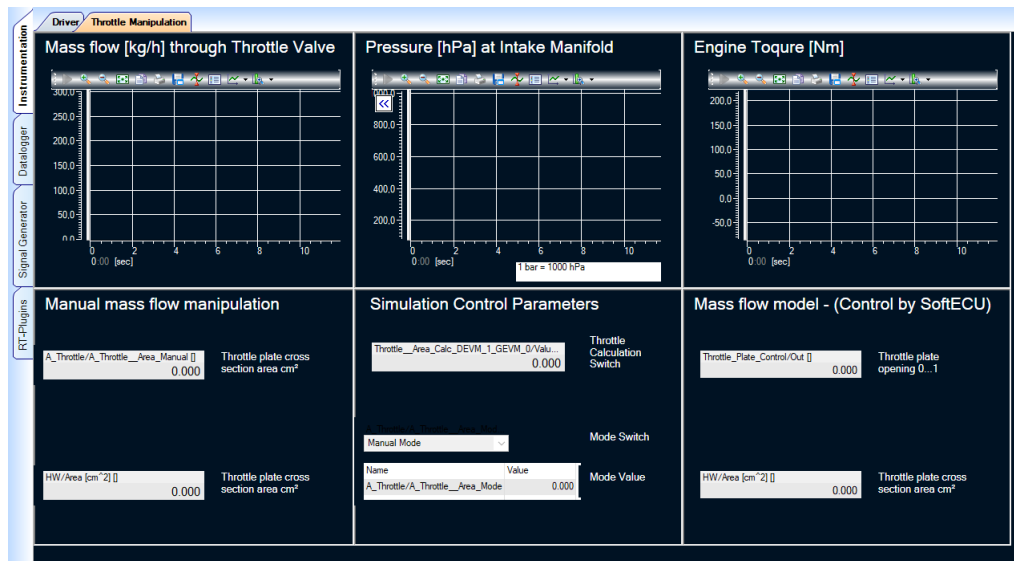 Driver
Throttle Manipulation
Instrumentation
Datalogger
Signal Generator
RT-Plugins
Mass flow [kg/h] through Throttle Valve
300,0
250,0
200,0
150,0
100,0
50,0
0,0
0 2 4 6 8 10
0:00 [sec]
Pressure [hPa] at Intake Manifold
800,0
600,0
400,0
200,0
0 2 4 6 8 10
0:00 [sec]
1 bar = 1000 hPa
Engine Toqure [Nm]
200,0
150,0
100,0
50,0
0,0
-50,0
0 2 4 6 8 10
0:00 [sec]
Manual mass flow manipulation
A_Throttle/A_Throttle__Area_Manual []
0.000
Throttle plate cross
section area cm²
HW/Area [cm^2] []
0.000
Throttle plate cross
section area cm²
Simulation Control Parameters
Throttle__Area_Calc_DEVM_1_GEVM_0/Valu...
0.000
Throttle
Calculation
Switch
Manual Mode
Mode Switch
Name Value
A_Throttle/A_Throttle__Area_Mode 0.000
Mode Value
Mass flow model - (Control by SoftECU)
Throttle_Plate_Control/Out []
0.000
Throttle plate
opening 0...1
HW/Area [cm^2] []
0.000
Throttle plate cross
section area cm²